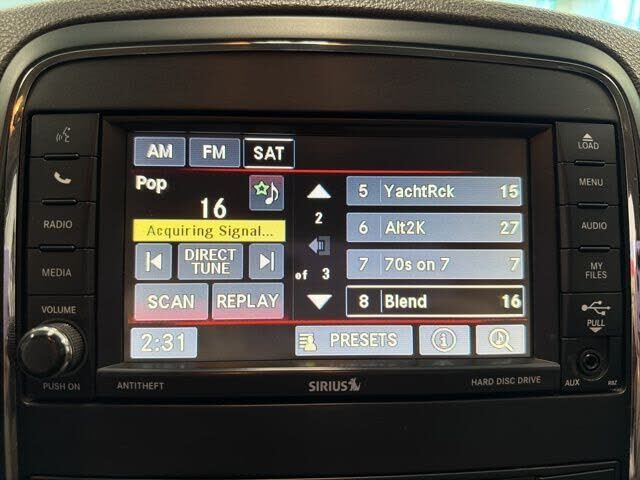 AM FM SAT
Pop
16
Acquiring Signal...
DIRECT
TUNE
SCAN REPLAY
2
of 3
5 YachtRck 15
6 Alt2K 27
7 70s on 7 7
8 Blend 16
2:31
PRESETS
RADIO
MEDIA
VOLUME
PUSH ON
LOAD
MENU
AUDIO
MY
FILES
PULL
AUX
RBZ
ANTITHEFT
SIRIUS
HARD DISC DRIVE